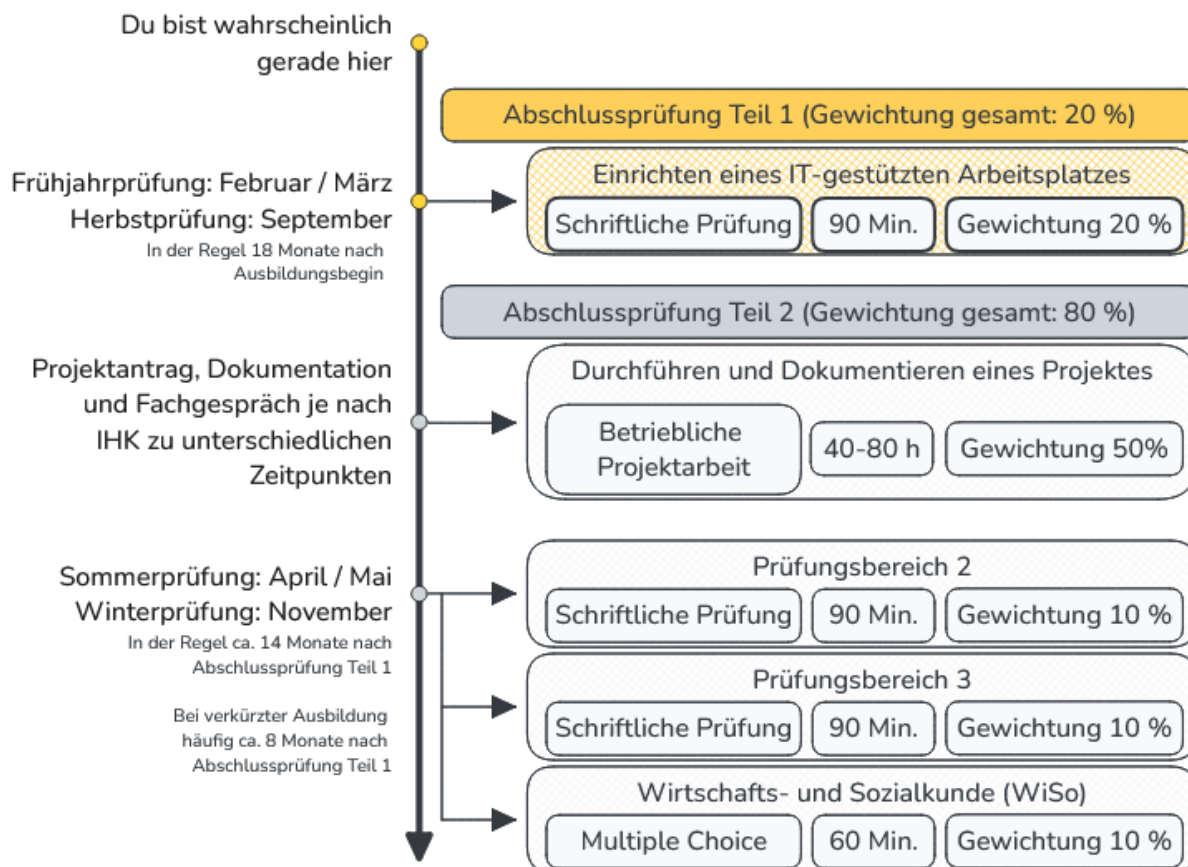 Du bist wahrscheinlich
gerade hier
Abschlussprüfung Teil 1 (Gewichtung gesamt: 20 %)
Frühjahrprüfung: Februar / März
Herbstprüfung: September
In der Regel 18 Monate nach
Ausbildungsbegin
Einrichten eines IT-gestützten Arbeitsplatzes
Schriftliche Prüfung
90 Min.
Gewichtung 20 %
Abschlussprüfung Teil 2 (Gewichtung gesamt: 80 %)
Projektantrag, Dokumentation
und Fachgespräch je nach
IHK zu unterschiedlichen
Zeitpunkten
Durchführen und Dokumentieren eines Projektes
Betriebliche
Projektarbeit
40-80 h
Gewichtung 50%
Sommerprüfung: April / Mai
Winterprüfung: November
In der Regel ca. 14 Monate nach
Abschlussprüfung Teil 1
Bei verkürzter Ausbildung
häufig ca. 8 Monate nach
Abschlussprüfung Teil 1
Prüfungsbereich 2
Schriftliche Prüfung
90 Min.
Gewichtung 10 %
Prüfungsbereich 3
Schriftliche Prüfung
90 Min.
Gewichtung 10 %
Wirtschafts- und Sozialkunde (WiSo)
Multiple Choice
60 Min.
Gewichtung 10 %